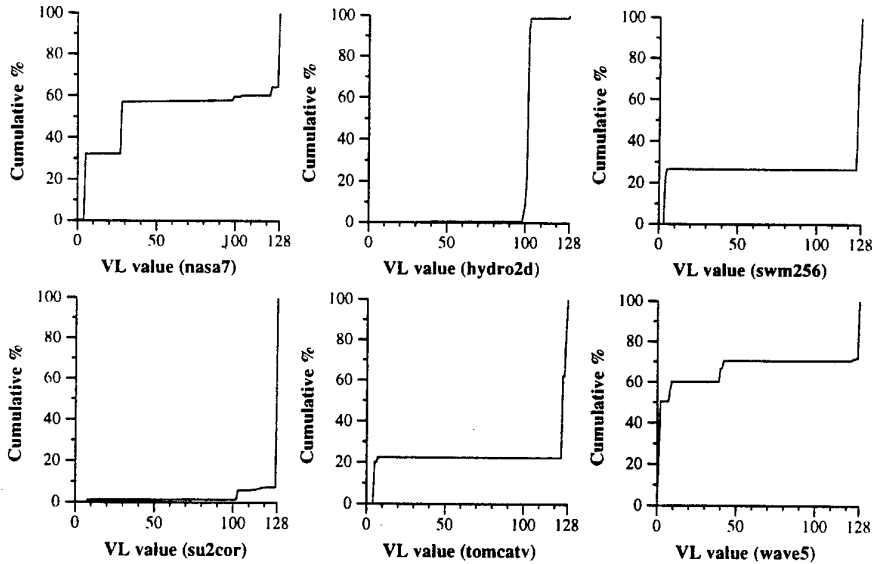 Cumulative %
100
80
60
40
20
0
0 50 100 128
VL value (nasa7)
Cumulative %
100
80
60
40
20
0
0 50 100 128
VL value (hydro2d)
Cumulative %
100
80
60
40
20
0
0 50 100 128
VL value (swm256)
Cumulative %
100
80
60
40
20
0
0 50 100 128
VL value (su2cor)
Cumulative %
100
80
60
40
20
0
0 50 100 128
VL value (tomcatv)
Cumulative %
100
80
60
40
20
0
0 50 100 128
VL value (wave5)